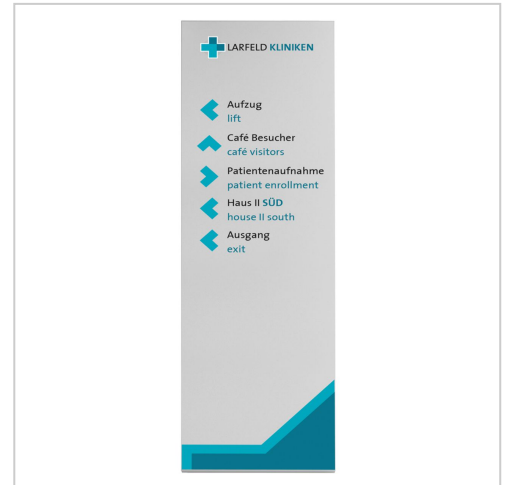 LARFELD KLINIKEN
Aufzug
lift
Café Besucher
café visitors
Patientenaufnahme
patient enrollment
Haus II SÜD
house II south
Ausgang
exit